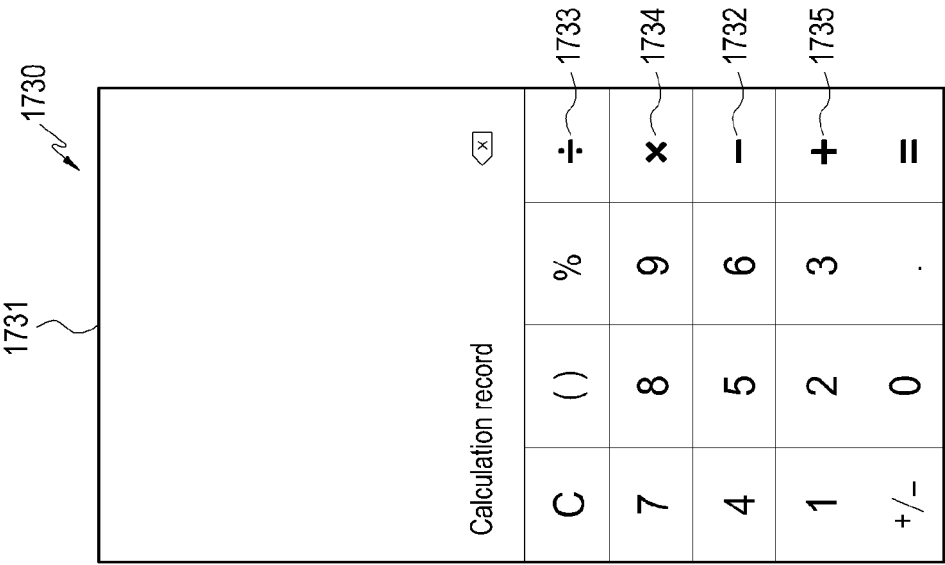 1730
1731
Calculation record
x
C ( ) % ÷ 1733
7 8 9 × 1734
4 5 6 − 1732
1 2 3 + 1735
+/− 0 . =